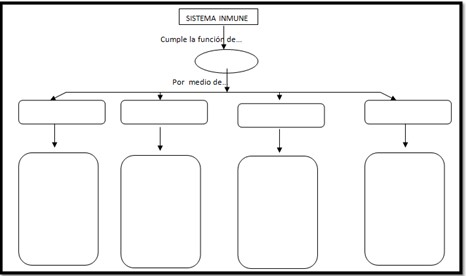 SISTEMA INMUNE
Cumple la función de...
Por medio de...